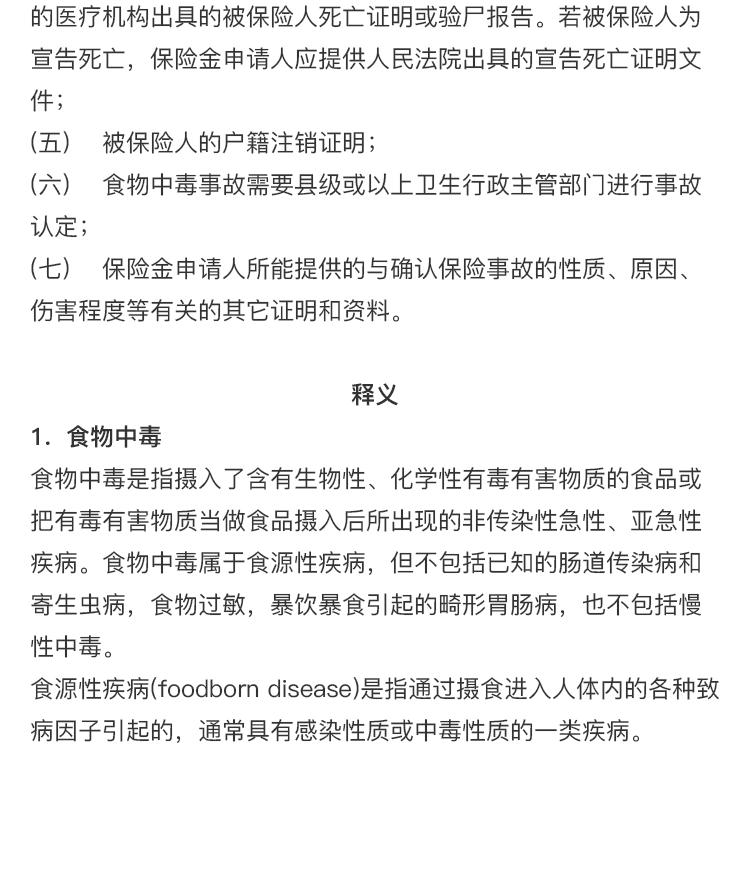 的医疗机构出具的被保险人死亡证明或验尸报告。若被保险人为
宣告死亡，保险金申请人应提供人民法院出具的宣告死亡证明文
件；
(五)　被保险人的户籍注销证明；
(六)　食物中毒事故需要县级或以上卫生行政主管部门进行事故
认定；
(七)　保险金申请人所能提供的与确认保险事故的性质、原因、
伤害程度等有关的其它证明和资料。
释义
1.  食物中毒
食物中毒是指摄入了含有生物性、化学性有毒有害物质的食品或
把有毒有害物质当做食品摄入后所出现的非传染性急性、亚急性
疾病。食物中毒属于食源性疾病，但不包括已知的肠道传染病和
寄生虫病，食物过敏，暴饮暴食引起的畸形胃肠病，也不包括慢
性中毒。
食源性疾病(foodborn disease)是指通过摄食进入人体内的各种致
病因子引起的，通常具有感染性质或中毒性质的一类疾病。